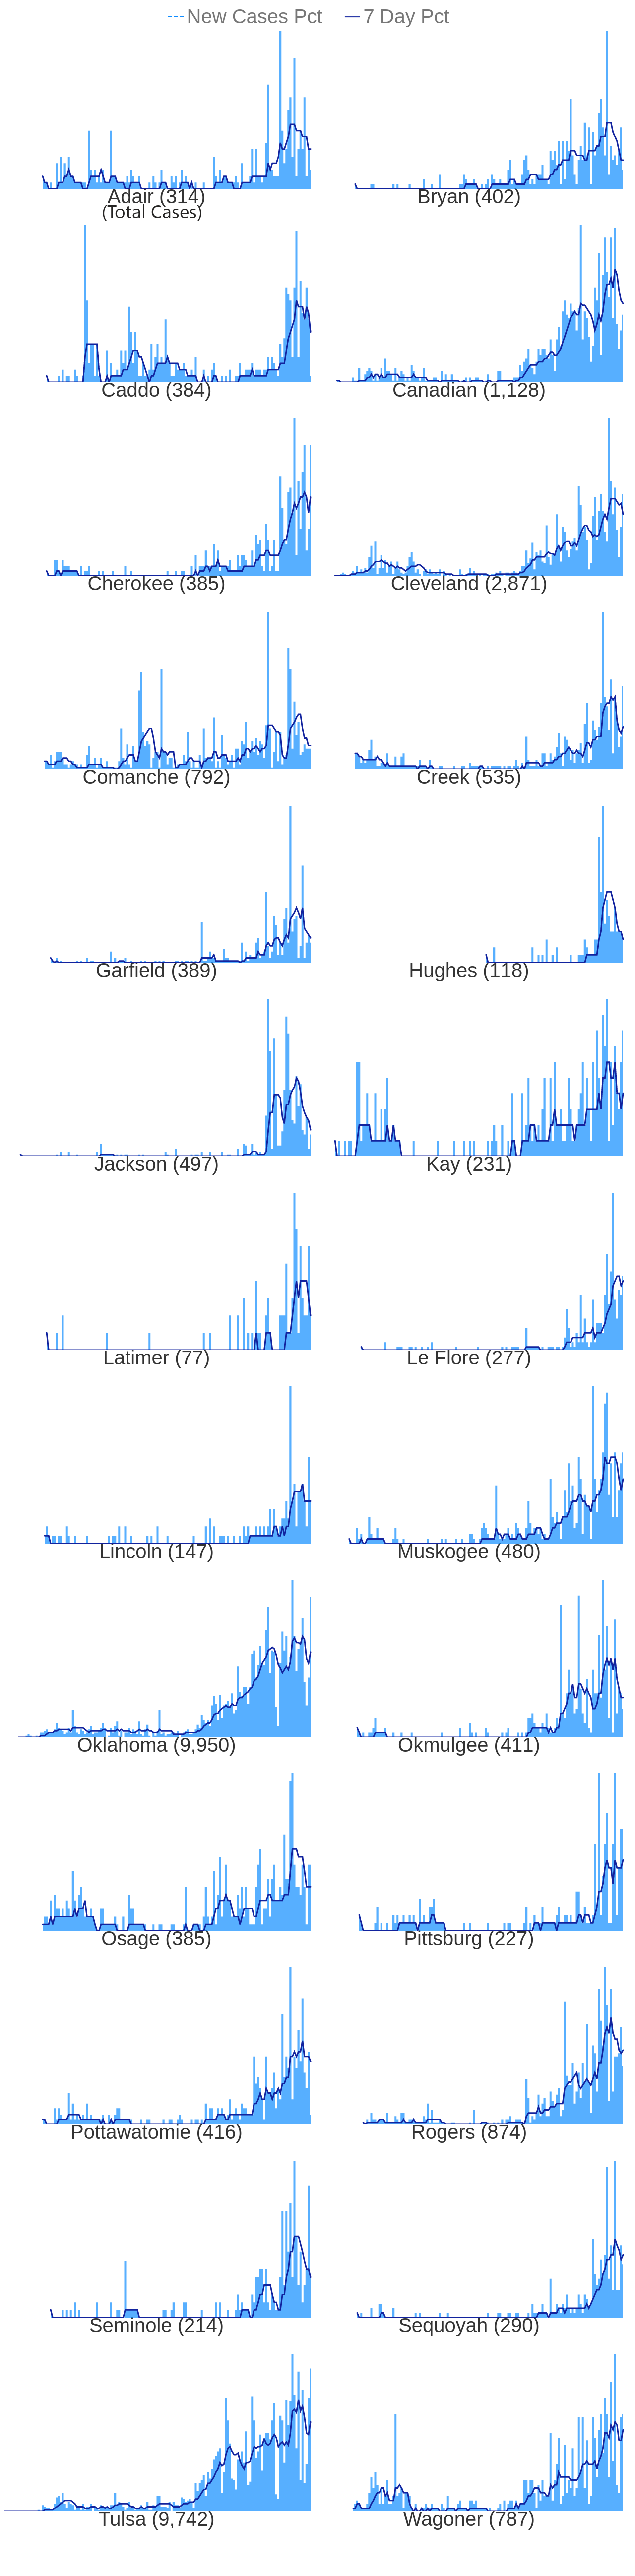 New Cases Pct 7 Day Pct
Adair (314) Bryan (402)
(Total Cases)
Caddo (384) Canadian (1,128)
Cherokee (385) Cleveland (2,871)
Comanche (792) Creek (535)
Garfield (389) Hughes (118)
Jackson (497) Kay (231)
Latimer (77) Le Flore (277)
Lincoln (147) Muskogee (480)
Oklahoma (9,950) Okmulgee (411)
Osage (385) Pittsburg (227)
Pottawatomie (416) Rogers (874)
Seminole (214) Sequoyah (290)
Tulsa (9,742) Wagoner (787)